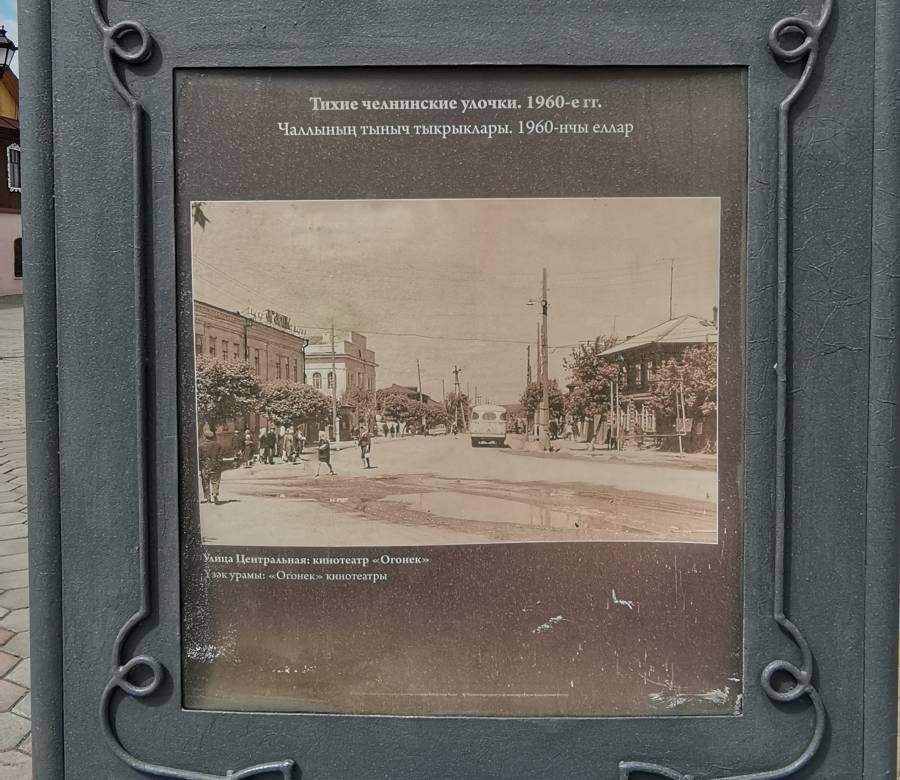 Тихие челнинские улочки. 1960-е гг.
Чаллының тыныч тыкрыклары. 1960-нчы еллар
Улица Центральная: кинотеатр «Огонек»
Үзәк урамы: «Огонек» кинотеатры